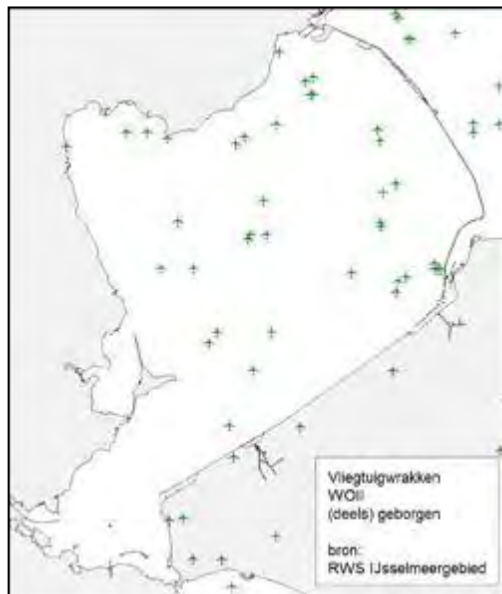 Vliegtuigwrakken
WOII
(deels) geborgen
bron:
RWS IJsselmeergebied